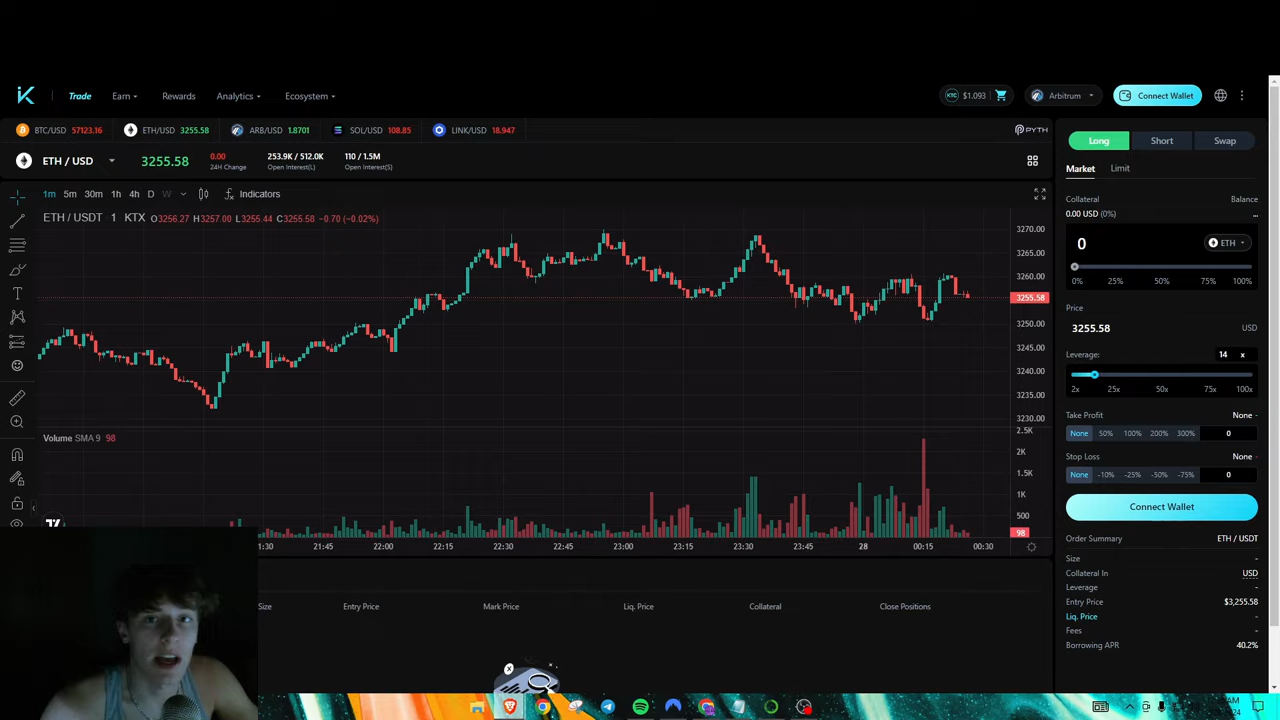 Trade Earn Rewards Analytics Ecosystem
KTC $1.093 Arbitrum Connect Wallet
BTC/USD 57123.16 ETH/USD 3255.58 ARB/USD 1.8701 SOL/USD 108.85 LINK/USD 18.947 PYTH
ETH / USD 3255.58
0.00
24H Change
253.9K / 512.0K
Open Interest(L)
110 / 1.5M
Open Interest(S)
1m 5m 30m 1h 4h D W Indicators
ETH / USDT 1 KTX O3256.27 H3257.00 L3255.44 C3255.58 −0.70 (−0.02%)
3270.00
3265.00
3260.00
3255.58
3250.00
3245.00
3240.00
3235.00
3230.00
Volume SMA 9 98
2.5K
2K
1.5K
1K
500
98
21:30 21:45 22:00 22:15 22:30 22:45 23:00 23:15 23:30 23:45 28 00:15 00:30
Size Entry Price Mark Price Liq. Price Collateral Close Positions
Long Short Swap
Market Limit
Collateral Balance
0.00 USD (0%) ...
0 ETH
0% 25% 50% 75% 100%
Price
3255.58 USD
Leverage: 14 x
2x 25x 50x 75x 100x
Take Profit None -
None 50% 100% 200% 300% 0
Stop Loss None -
None -10% -25% -50% -75% 0
Connect Wallet
Order Summary ETH / USDT
Size -
Collateral In USD
Leverage -
Entry Price $3,255.58
Liq. Price -
Fees -
Borrowing APR 40.2%